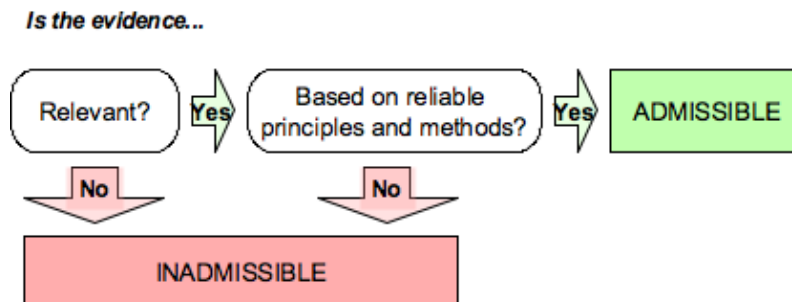 Is the evidence...
Relevant?
Yes
Based on reliable
principles and methods?
Yes
ADMISSIBLE
No
No
INADMISSIBLE